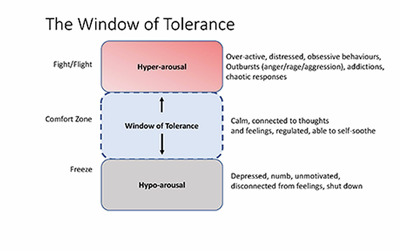 The Window of Tolerance
Fight/Flight
Hyper-arousal
Over-active, distressed, obsessive behaviours,
Outbursts (anger/rage/aggression), addictions,
chaotic responses
Comfort Zone
Window of Tolerance
Calm, connected to thoughts
and feelings, regulated, able to self-soothe
Freeze
Hypo-arousal
Depressed, numb, unmotivated,
disconnected from feelings, shut down